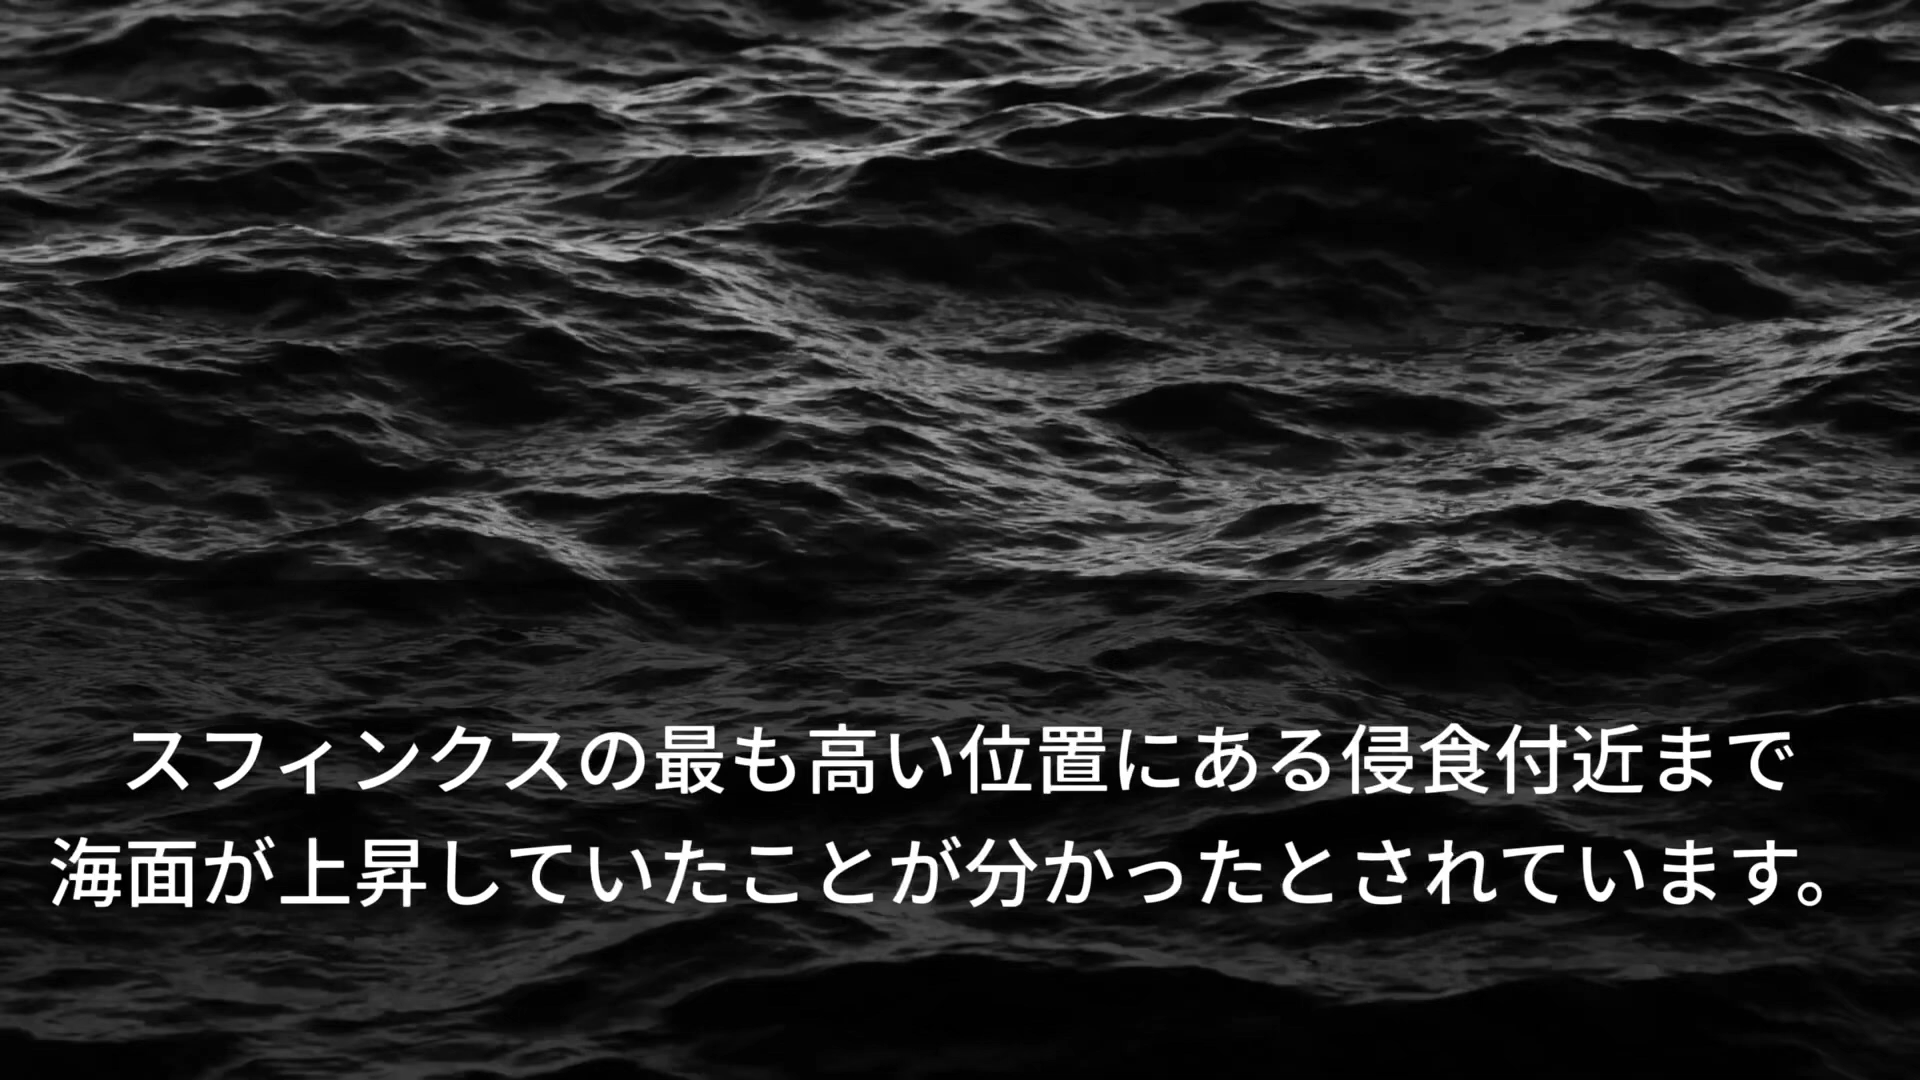 スフィンクスの最も高い位置にある侵食付近まで
海面が上昇していたことが分かったとされています。